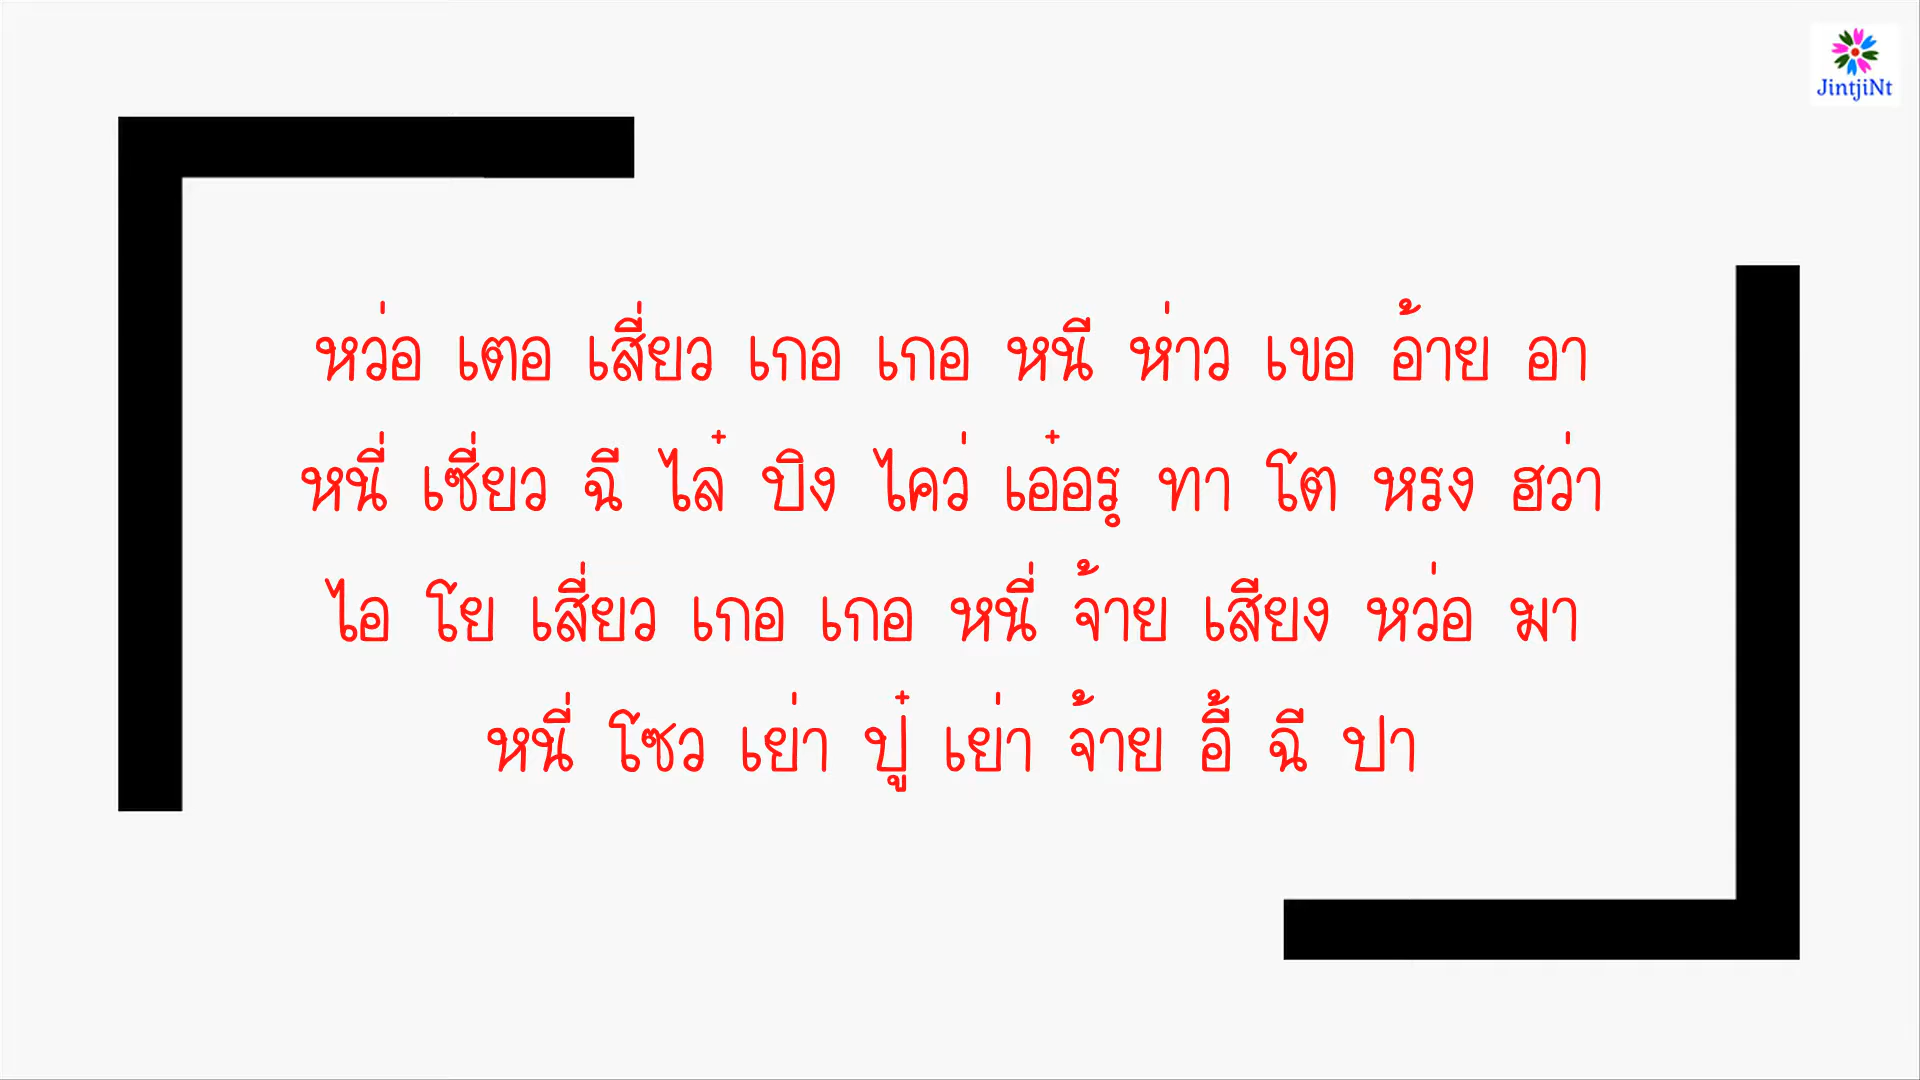 JintjiNt
หว่อ เตอ เสี่ยว เกอ เกอ หนี ห่าว เขอ อ้าย อา
หนี่ เซี่ยว ฉี ไล๋ บิง ไคว่ เอ๋อรฺ ทา โต หรง ฮว่า
ไอ โย เสี่ยว เกอ เกอ หนี่ จ้าย เสียง หว่อ มา
หนี่ โซว เย่า ปู๋ เย่า จ้าย อี้ ฉี ปา